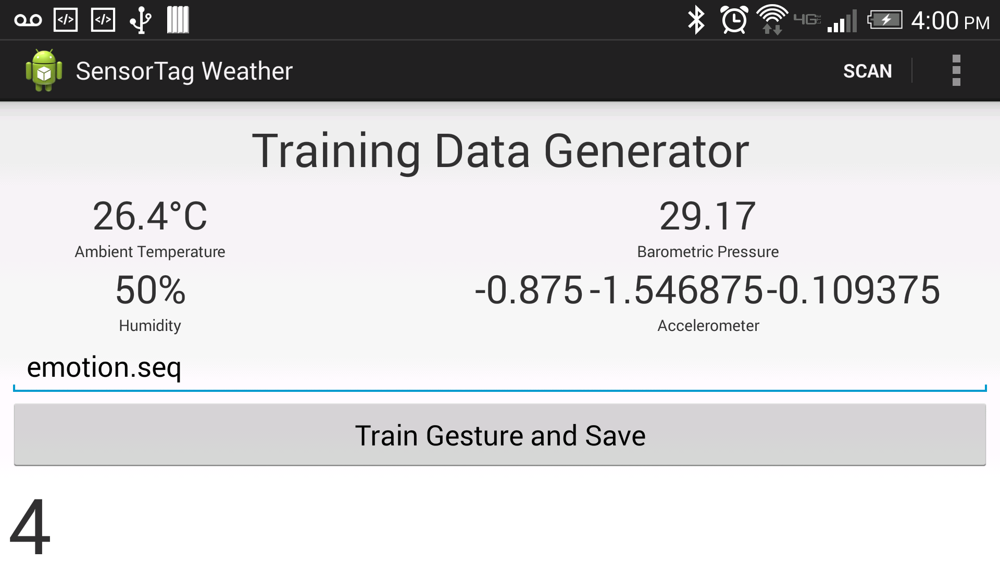 4G LTE 4:00 PM
SensorTag Weather SCAN
Training Data Generator
26.4°C 29.17
Ambient Temperature Barometric Pressure
50% -0.875 -1.546875 -0.109375
Humidity Accelerometer
emotion.seq
Train Gesture and Save
4